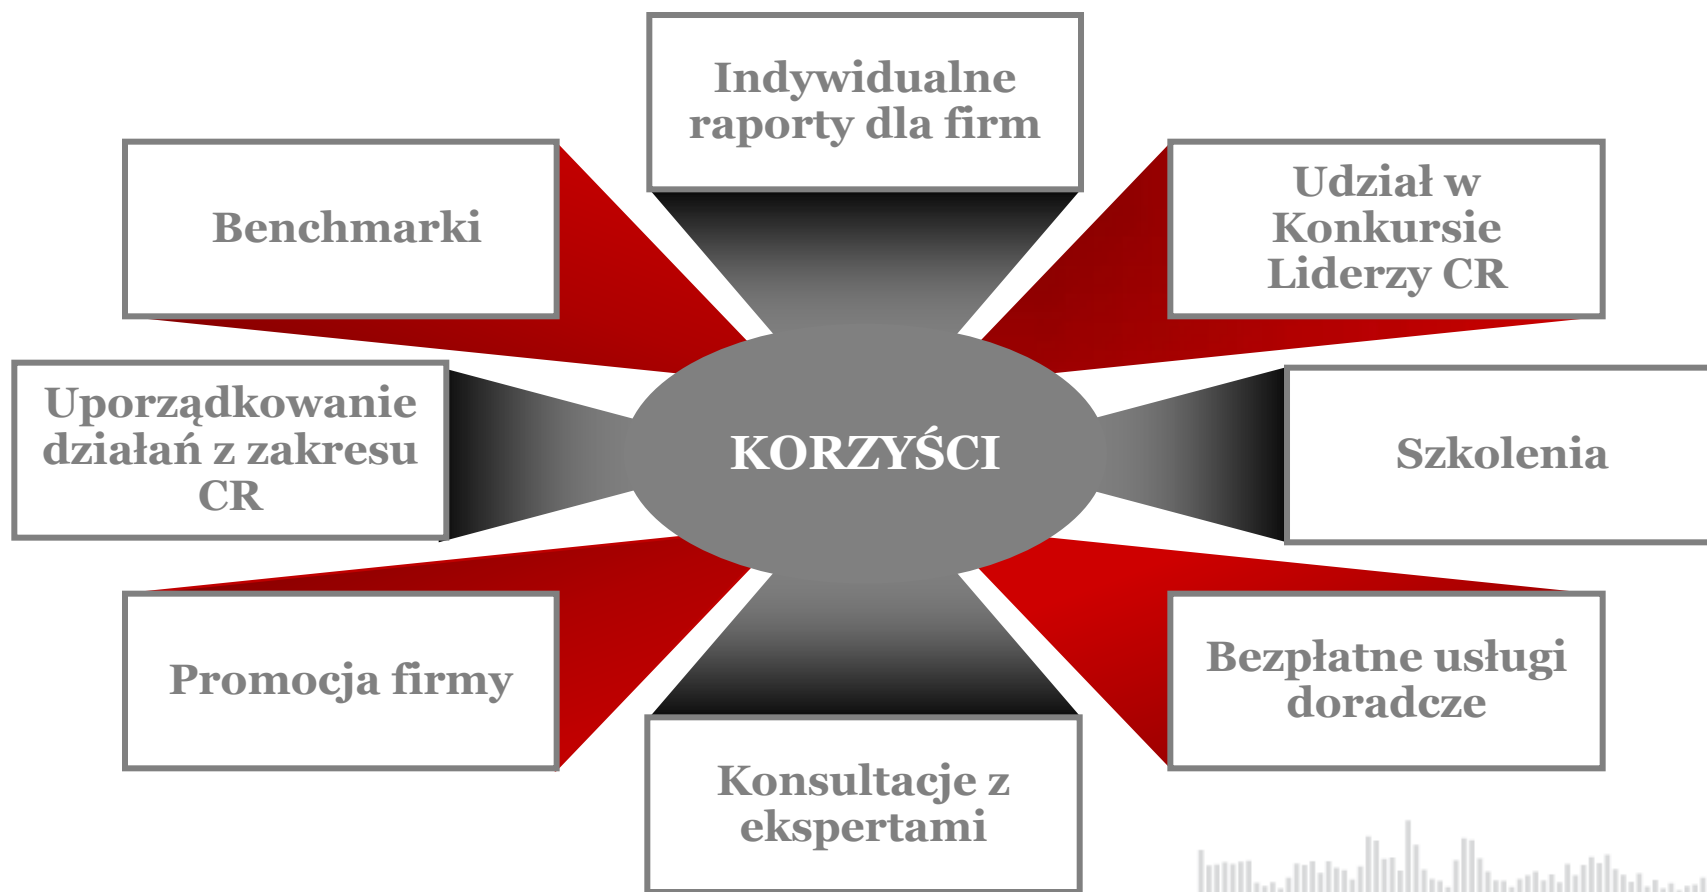 Indywidualne
raporty dla firm
Benchmarki
Udział w
Konkursie
Liderzy CR
Uporządkowanie
działań z zakresu
CR
KORZYŚCI
Szkolenia
Promocja firmy
Bezpłatne usługi
doradcze
Konsultacje z
ekspertami